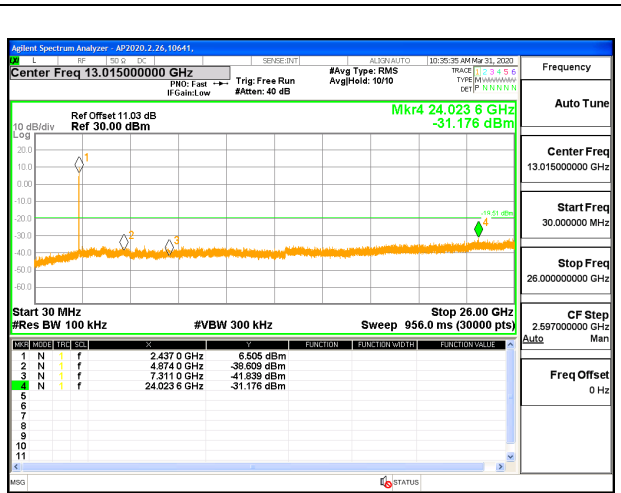 Agilent Spectrum Analyzer - AP2020.2.26,10641,
L RF 50 Ω DC SENSE:INT ALIGNAUTO 10:35:35 AM Mar 31, 2020
Center Freq 13.015000000 GHz
PNO: Fast
IFGain:Low
Trig: Free Run
#Atten: 40 dB
#Avg Type: RMS
Avg|Hold: 10/10
TRACE 1 2 3 4 5 6
TYPE M
DET P N N N N N
Ref Offset 11.03 dB
10 dB/div Ref 30.00 dBm
Log
Mkr4 24.023 6 GHz
-31.176 dBm
20.0
10.0
0.00
-10.0
-20.0
-30.0
-40.0
-50.0
-60.0
1
2
3
4
-19.51 dBm
Start 30 MHz Stop 26.00 GHz
#Res BW 100 kHz #VBW 300 kHz Sweep 956.0 ms (30000 pts)
MKR MODE TRC SCL X Y FUNCTION FUNCTION WIDTH FUNCTION VALUE
1 N 1 f 2.437 0 GHz 6.505 dBm
2 N 1 f 4.874 0 GHz -38.609 dBm
3 N 1 f 7.311 0 GHz -41.839 dBm
4 N 1 f 24.023 6 GHz -31.176 dBm
5
6
7
8
9
10
11
MSG STATUS
Frequency
Auto Tune
Center Freq
13.015000000 GHz
Start Freq
30.000000 MHz
Stop Freq
26.000000000 GHz
CF Step
2.597000000 GHz
Auto Man
Freq Offset
0 Hz